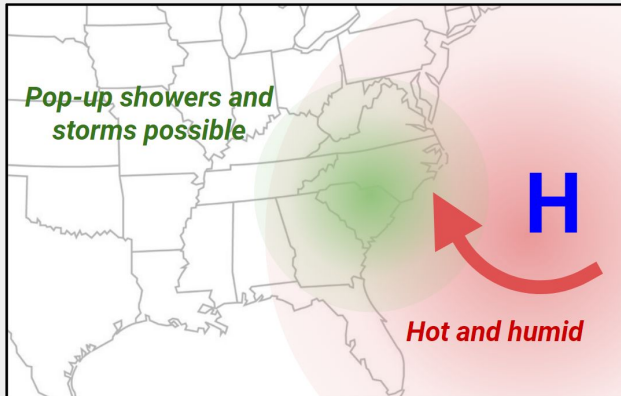 Pop-up showers and
storms possible
H
Hot and humid